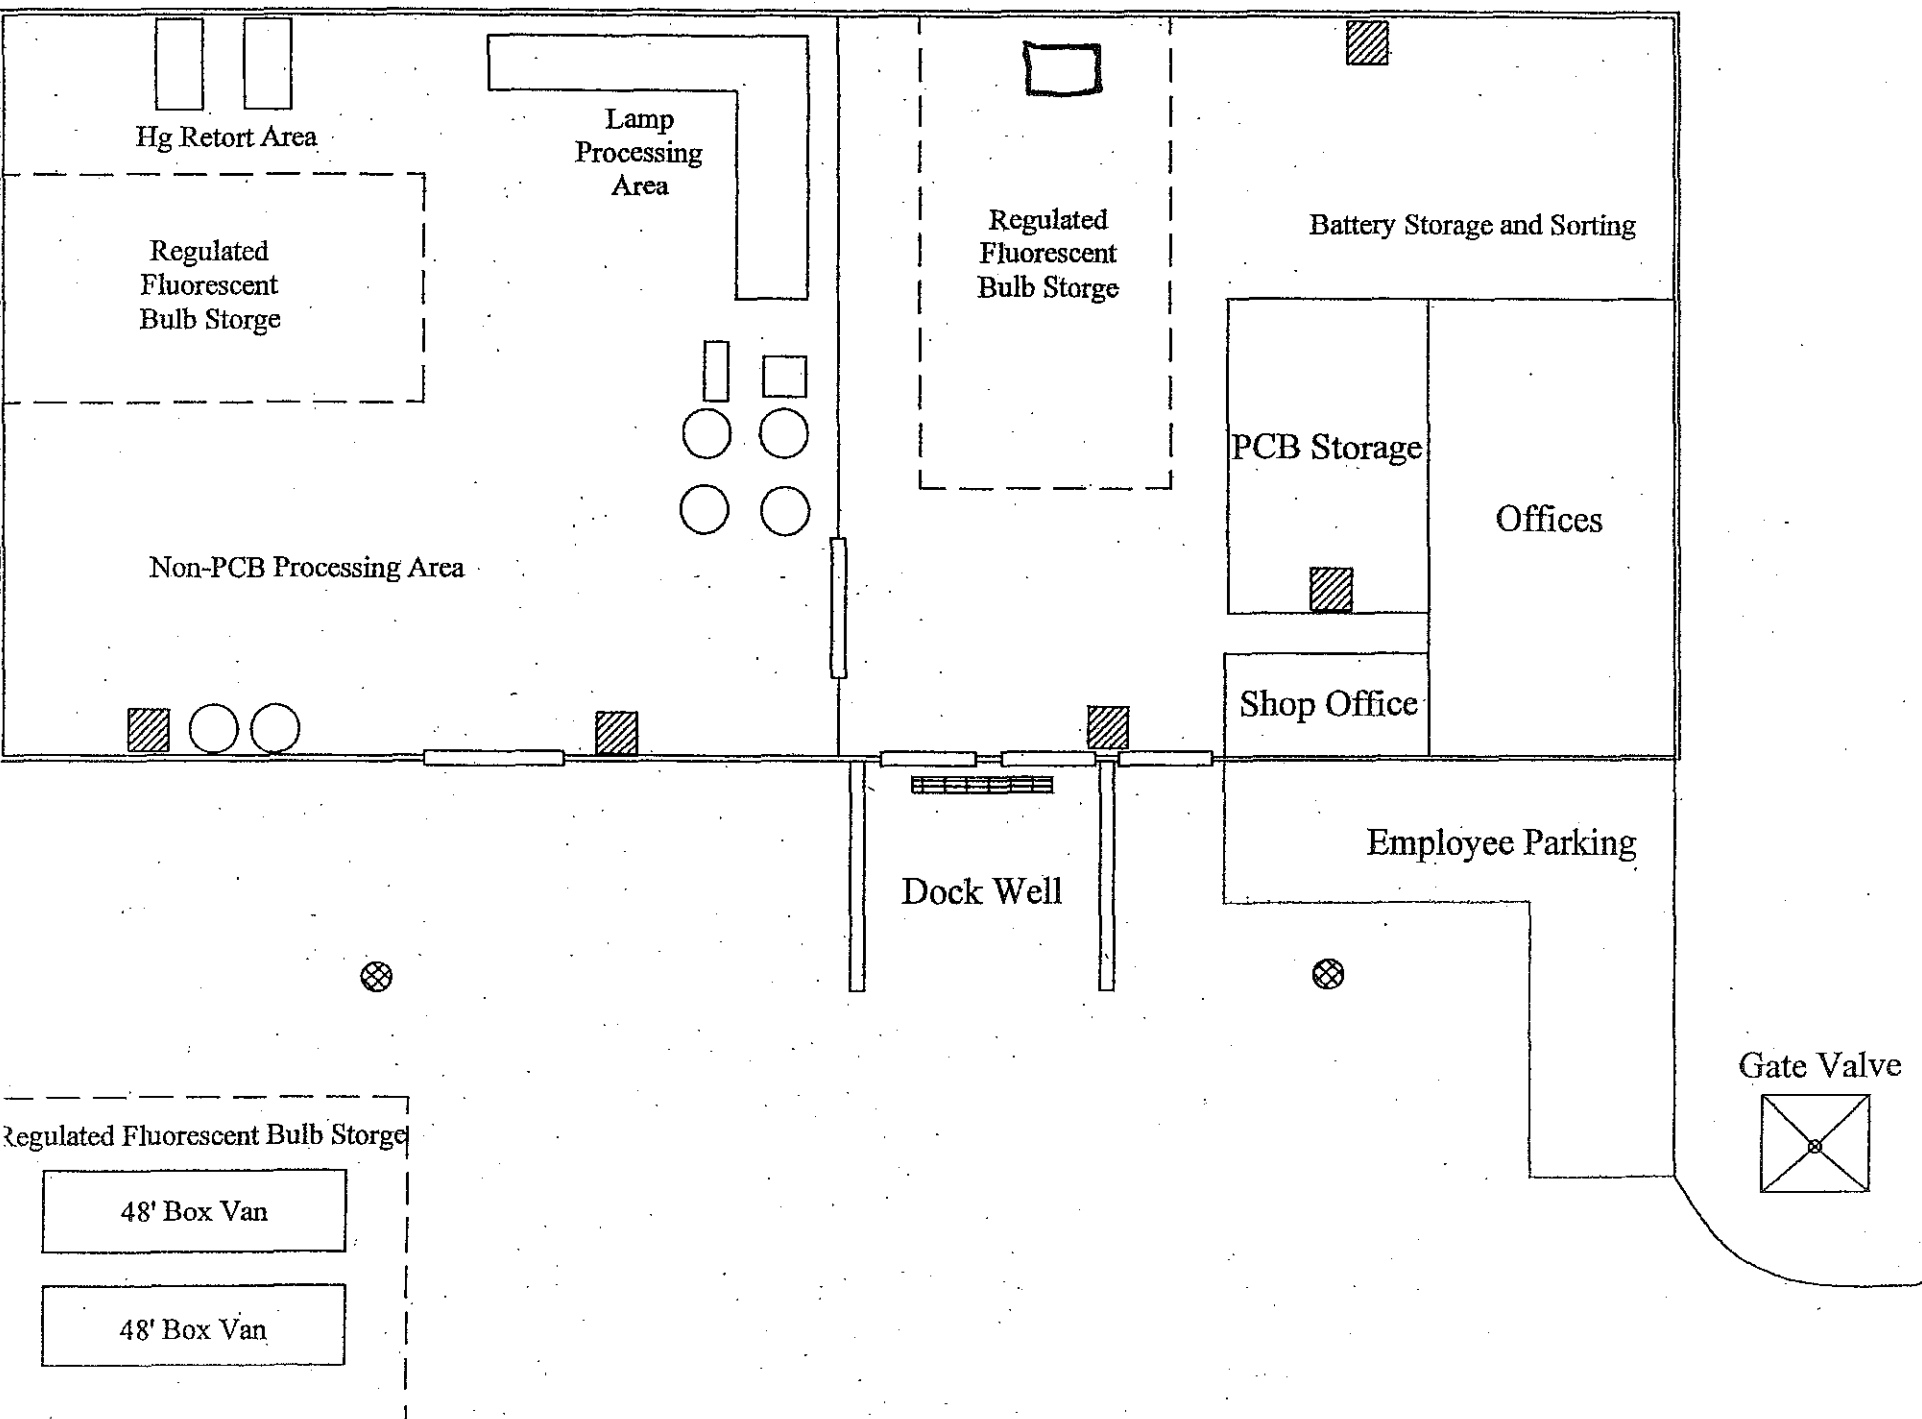 Hg Retort Area
Lamp
Processing
Area
Regulated
Fluorescent
Bulb Storge
Regulated
Fluorescent
Bulb Storge
Battery Storage and Sorting
PCB Storage
Offices
Non-PCB Processing Area
Shop Office
Employee Parking
Dock Well
Gate Valve
Regulated Fluorescent Bulb Storge
48' Box Van
48' Box Van